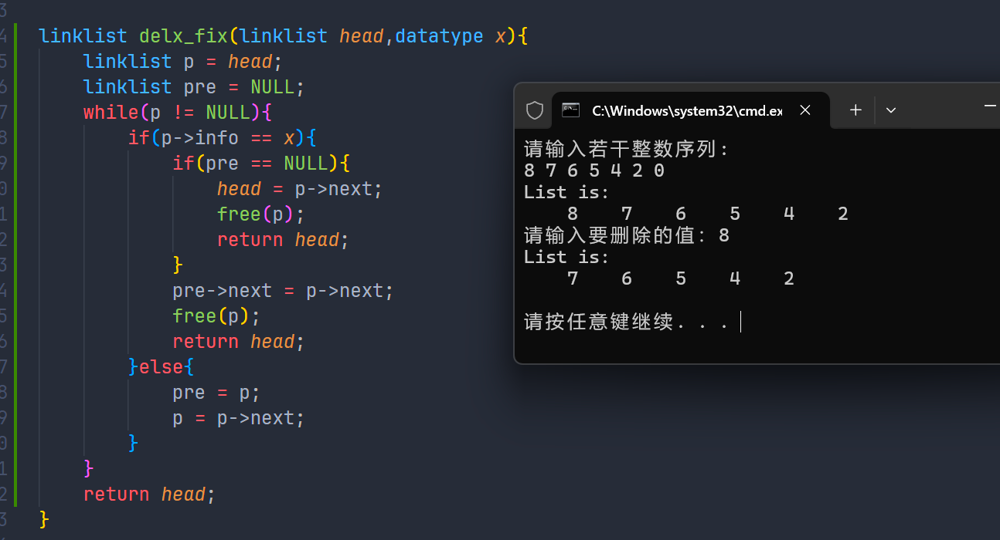 linklist delx_fix(linklist head,datatype x){
linklist p = head;
linklist pre = NULL;
while(p != NULL){
if(p->info == x){
if(pre == NULL){
head = p->next;
free(p);
return head;
}
pre->next = p->next;
free(p);
return head;
}else{
pre = p;
p = p->next;
}
}
return head;
}
C:\Windows\system32\cmd.ex
请输入若干整数序列:
8 7 6 5 4 2 0
List is:
8 7 6 5 4 2
请输入要删除的值: 8
List is:
7 6 5 4 2
请按任意键继续. . .